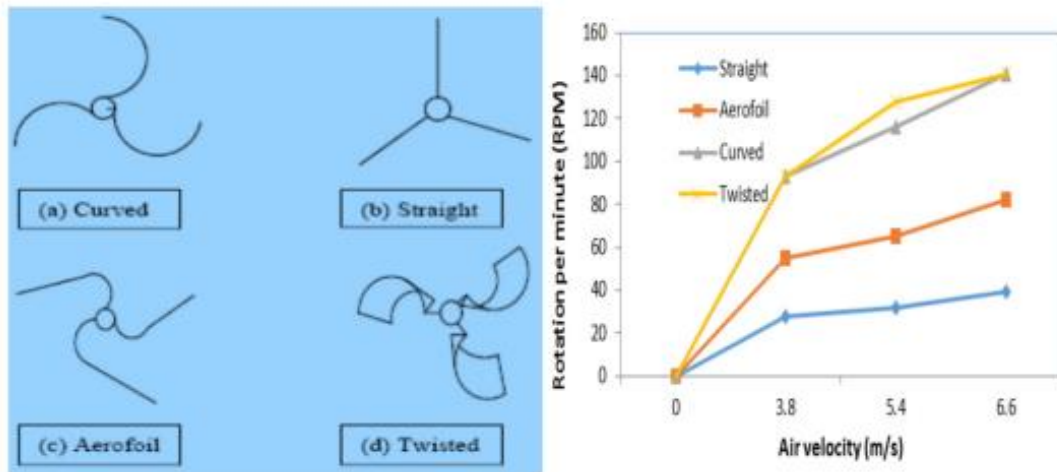 (a) Curved
(b) Straight
(c) Aerofoil
(d) Twisted
Rotation per minute (RPM)
160
140
120
100
80
60
40
20
0
Straight
Aerofoil
Curved
Twisted
0 3.8 5.4 6.6
Air velocity (m/s)